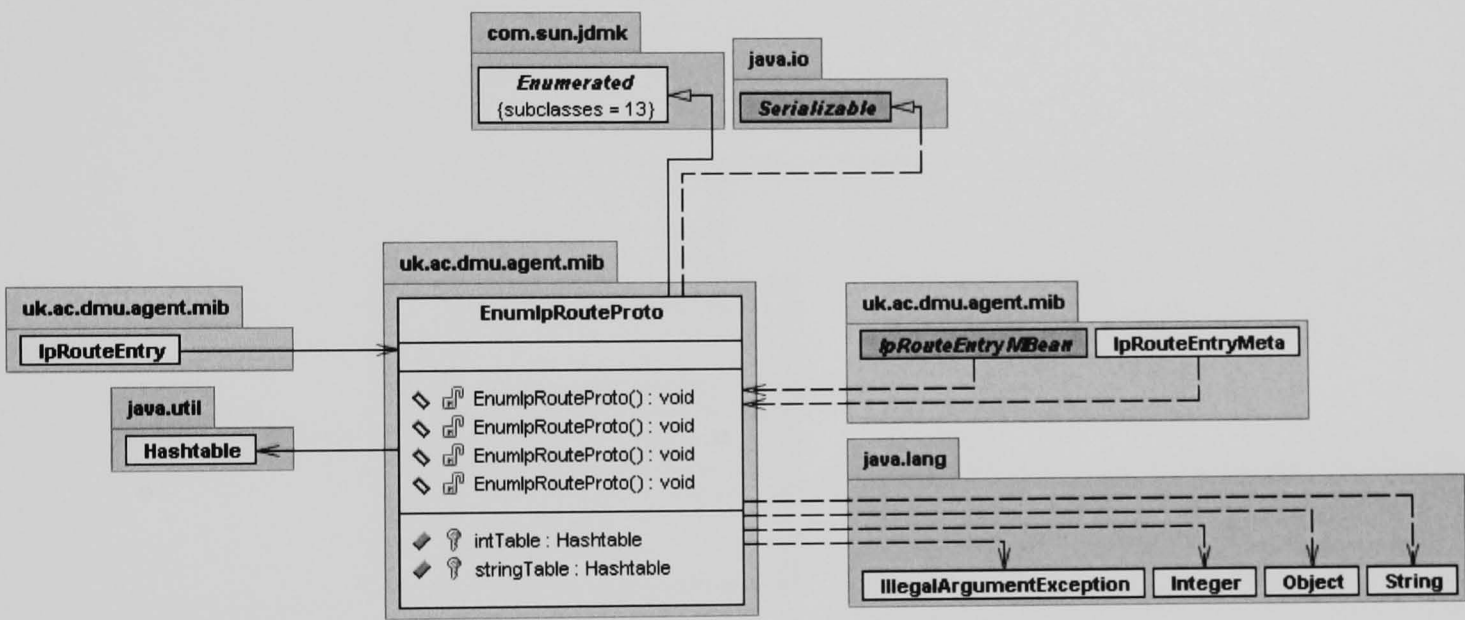 com.sun.jdmk
Enumerated
{subclasses = 13}
java.io
Serializable
uk.ac.dmu.agent.mib
IpRouteEntry
java.util
Hashtable
uk.ac.dmu.agent.mib
EnumIpRouteProto
EnumIpRouteProto() : void
EnumIpRouteProto() : void
EnumIpRouteProto() : void
EnumIpRouteProto() : void
intTable : Hashtable
stringTable : Hashtable
uk.ac.dmu.agent.mib
IpRouteEntryMBean
IpRouteEntryMeta
java.lang
IllegalArgumentException
Integer
Object
String